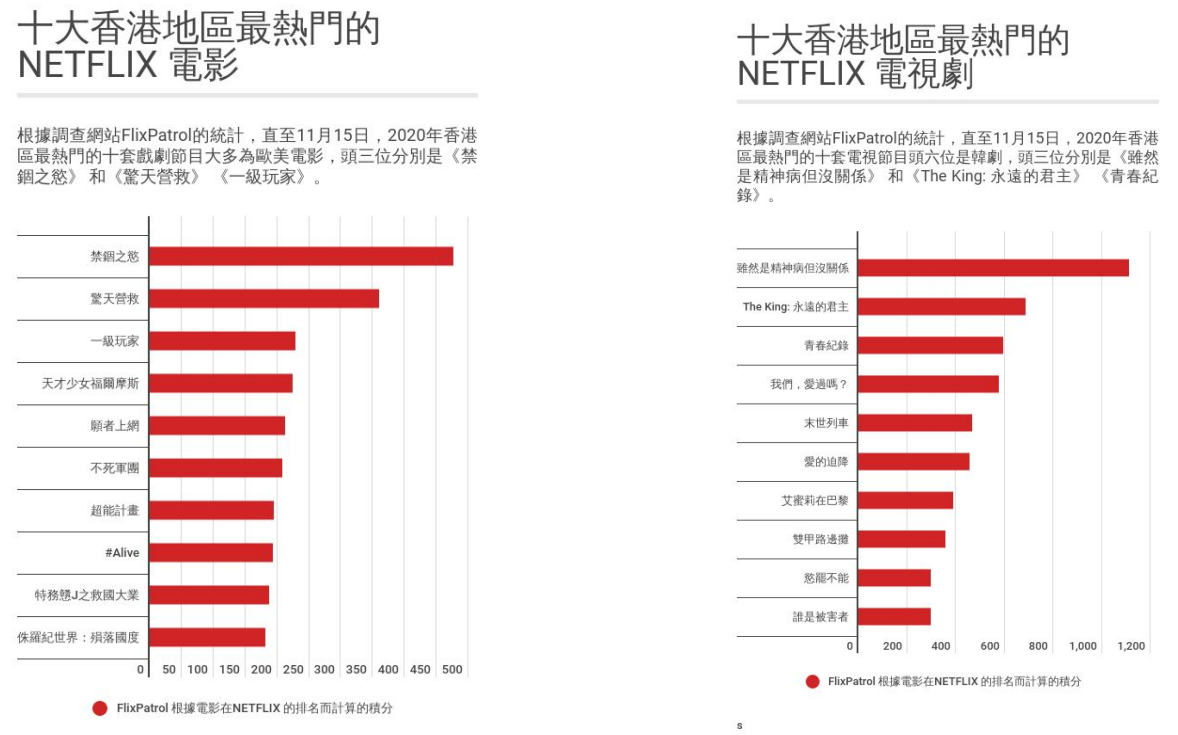 十大香港地區最熱門的
NETFLIX 電影
根據調查網站FlixPatrol的統計，直至11月15日，2020年香港
區最熱門的十套戲劇節目大多為歐美電影，頭三位分別是《禁
錮之慾》 和《驚天營救》 《一級玩家》。
禁錮之慾
驚天營救
一級玩家
天才少女福爾摩斯
願者上網
不死軍團
超能計畫
#Alive
特務戇J之救國大業
侏羅紀世界：殞落國度
0 50 100 150 200 250 300 350 400 450 500
FlixPatrol 根據電影在NETFLIX 的排名而計算的積分
十大香港地區最熱門的
NETFLIX 電視劇
根據調查網站FlixPatrol的統計，直至11月15日，2020年香港
區最熱門的十套電視節目頭六位是韓劇，頭三位分別是《雖然
是精神病但沒關係》 和《The King: 永遠的君主》 《青春紀
錄》。
雖然是精神病但沒關係
The King: 永遠的君主
青春紀錄
我們，愛過嗎？
末世列車
愛的迫降
艾蜜莉在巴黎
雙甲路邊攤
慾罷不能
誰是被害者
0 200 400 600 800 1,000 1,200
FlixPatrol 根據電影在NETFLIX 的排名而計算的積分
s